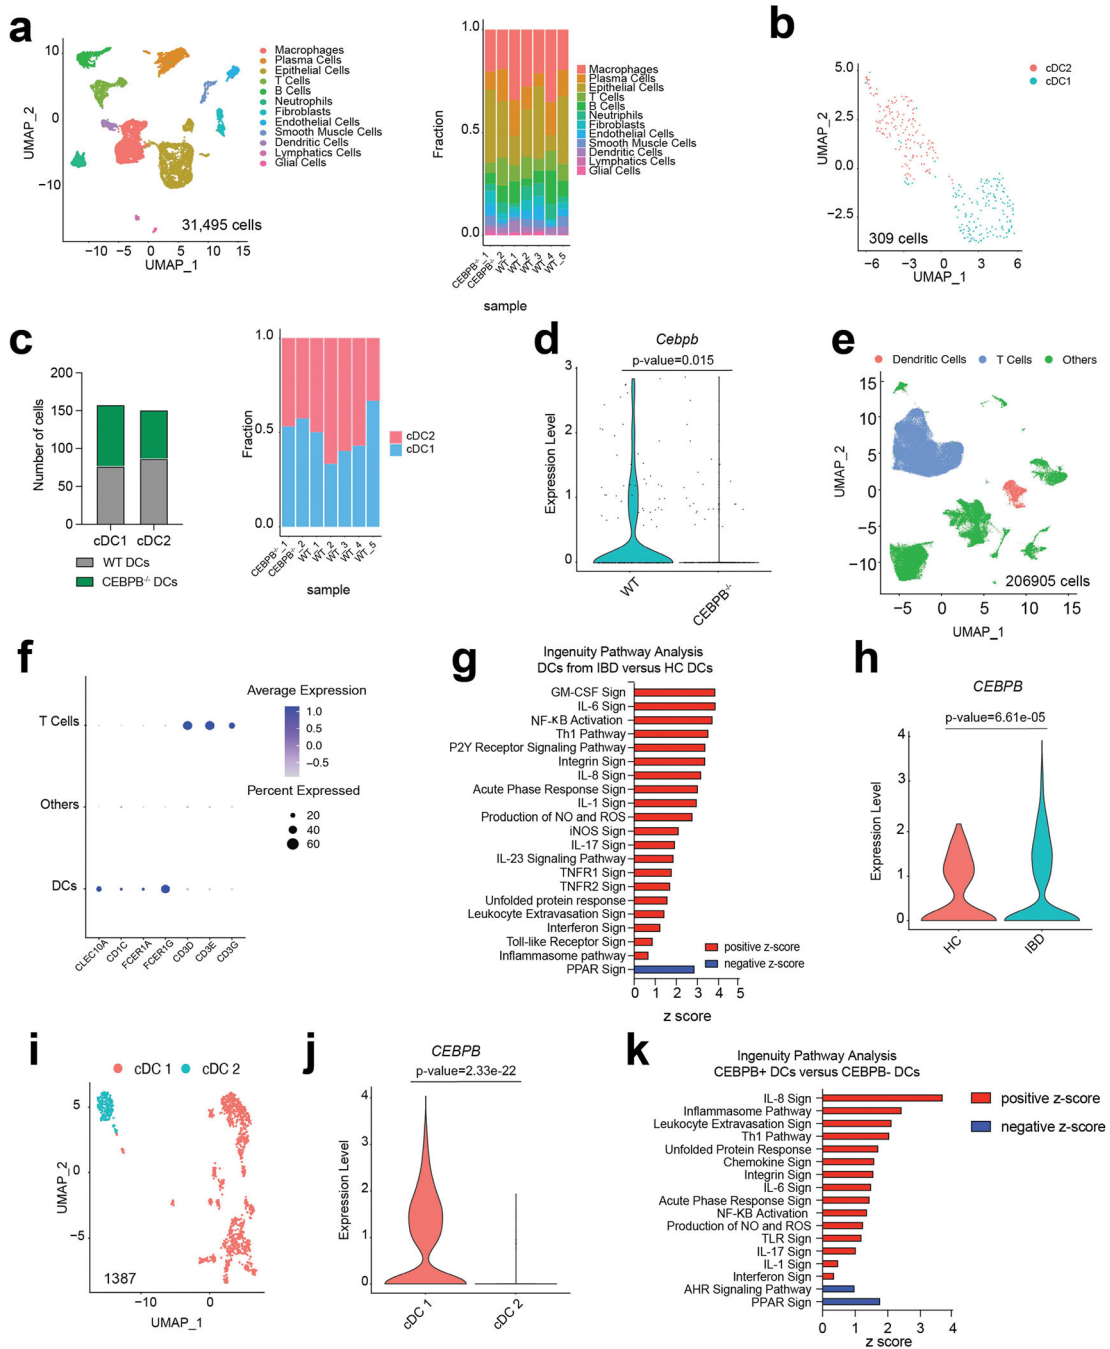 a
10
0
−10
UMAP_2
−10
−5
0
5
10
15
UMAP_1
31,495 cells
Macrophages
Plasma Cells
Epithelial Cells
T Cells
B Cells
Neutrophils
Fibroblasts
Endothelial Cells
Smooth Muscle Cells
Dendritic Cells
Lymphatics Cells
Glial Cells
1.0
0.5
0.0
Fraction
CEBPB-/-_1
CEBPB-/-_2
WT_1
WT_2
WT_3
WT_4
WT_5
sample
Macrophages
Plasma Cells
Epithelial Cells
T Cells
B Cells
Neutriphils
Fibroblasts
Endothelial Cells
Smooth Muscle Cells
Dendritic Cells
Lymphatics Cells
Glial Cells
b
cDC2
cDC1
5.0
2.5
0.0
−2.5
UMAP_2
309 cells
−6
−3
0
3
6
UMAP_1
c
200
150
100
50
0
Number of cells
cDC1
cDC2
WT DCs
CEBPB-/- DCs
1.0
0.5
0.0
Fraction
cDC2
cDC1
CEBPB-/-_1
CEBPB-/-_2
WT_1
WT_2
WT_3
WT_4
WT_5
sample
d
Cebpb
p-value=0.015
3
2
1
0
Expression Level
WT
CEBPB-/-
e
Dendritic Cells
T Cells
Others
15
10
5
0
−5
−10
UMAP_2
206905 cells
−5
0
5
10
15
UMAP_1
f
T Cells
Others
DCs
CLEC10A
CD1C
FCER1A
FCER1G
CD3D
CD3E
CD3G
Average Expression
1.0
0.5
0.0
−0.5
Percent Expressed
20
40
60
g
Ingenuity Pathway Analysis
DCs from IBD versus HC DCs
GM-CSF Sign
IL-6 Sign
NF-κB Activation
Th1 Pathway
P2Y Receptor Signaling Pathway
Integrin Sign
IL-8 Sign
Acute Phase Response Sign
IL-1 Sign
Production of NO and ROS
iNOS Sign
IL-17 Sign
IL-23 Signaling Pathway
TNFR1 Sign
TNFR2 Sign
Unfolded protein response
Leukocyte Extravasation Sign
Interferon Sign
Toll-like Receptor Sign
Inflammasome pathway
PPAR Sign
positive z-score
negative z-score
0 1 2 3 4 5
z score
h
CEBPB
p-value=6.61e-05
4
3
2
1
0
Expression Level
HC
IBD
i
cDC 1
cDC 2
5
0
−5
UMAP_2
1387
−10
0
UMAP_1
j
CEBPB
p-value=2.33e-22
4
3
2
1
0
Expression Level
cDC 1
cDC 2
k
Ingenuity Pathway Analysis
CEBPB+ DCs versus CEBPB- DCs
IL-8 Sign
Inflammasome Pathway
Leukocyte Extravasation Sign
Th1 Pathway
Unfolded Protein Response
Chemokine Sign
Integrin Sign
IL-6 Sign
Acute Phase Response Sign
NF-KB Activation
Production of NO and ROS
TLR Sign
IL-17 Sign
IL-1 Sign
Interferon Sign
AHR Signaling Pathway
PPAR Sign
positive z-score
negative z-score
0 1 2 3 4
z score